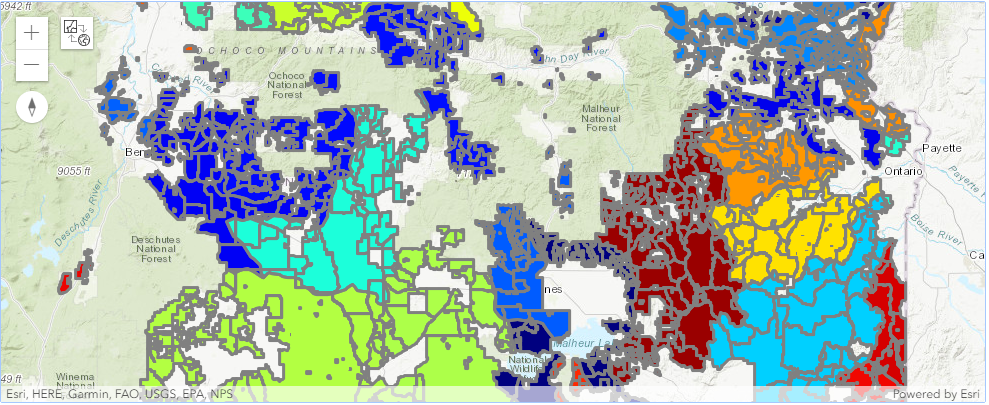 5942 ft
OCHOCO MOUNTAINS
John Day River
Crooked River
Ochoco
National
Forest
Malheur
National
Forest
Ben
9055 ft
Payette
Ontario
Deschutes River
Payette
Boise River
Deschutes
National
Forest
Ca
nes
Malheur La
National
Wildlife
49 ft
Winema
National
Esri, HERE, Garmin, FAO, USGS, EPA, NPS
Powered by Esri